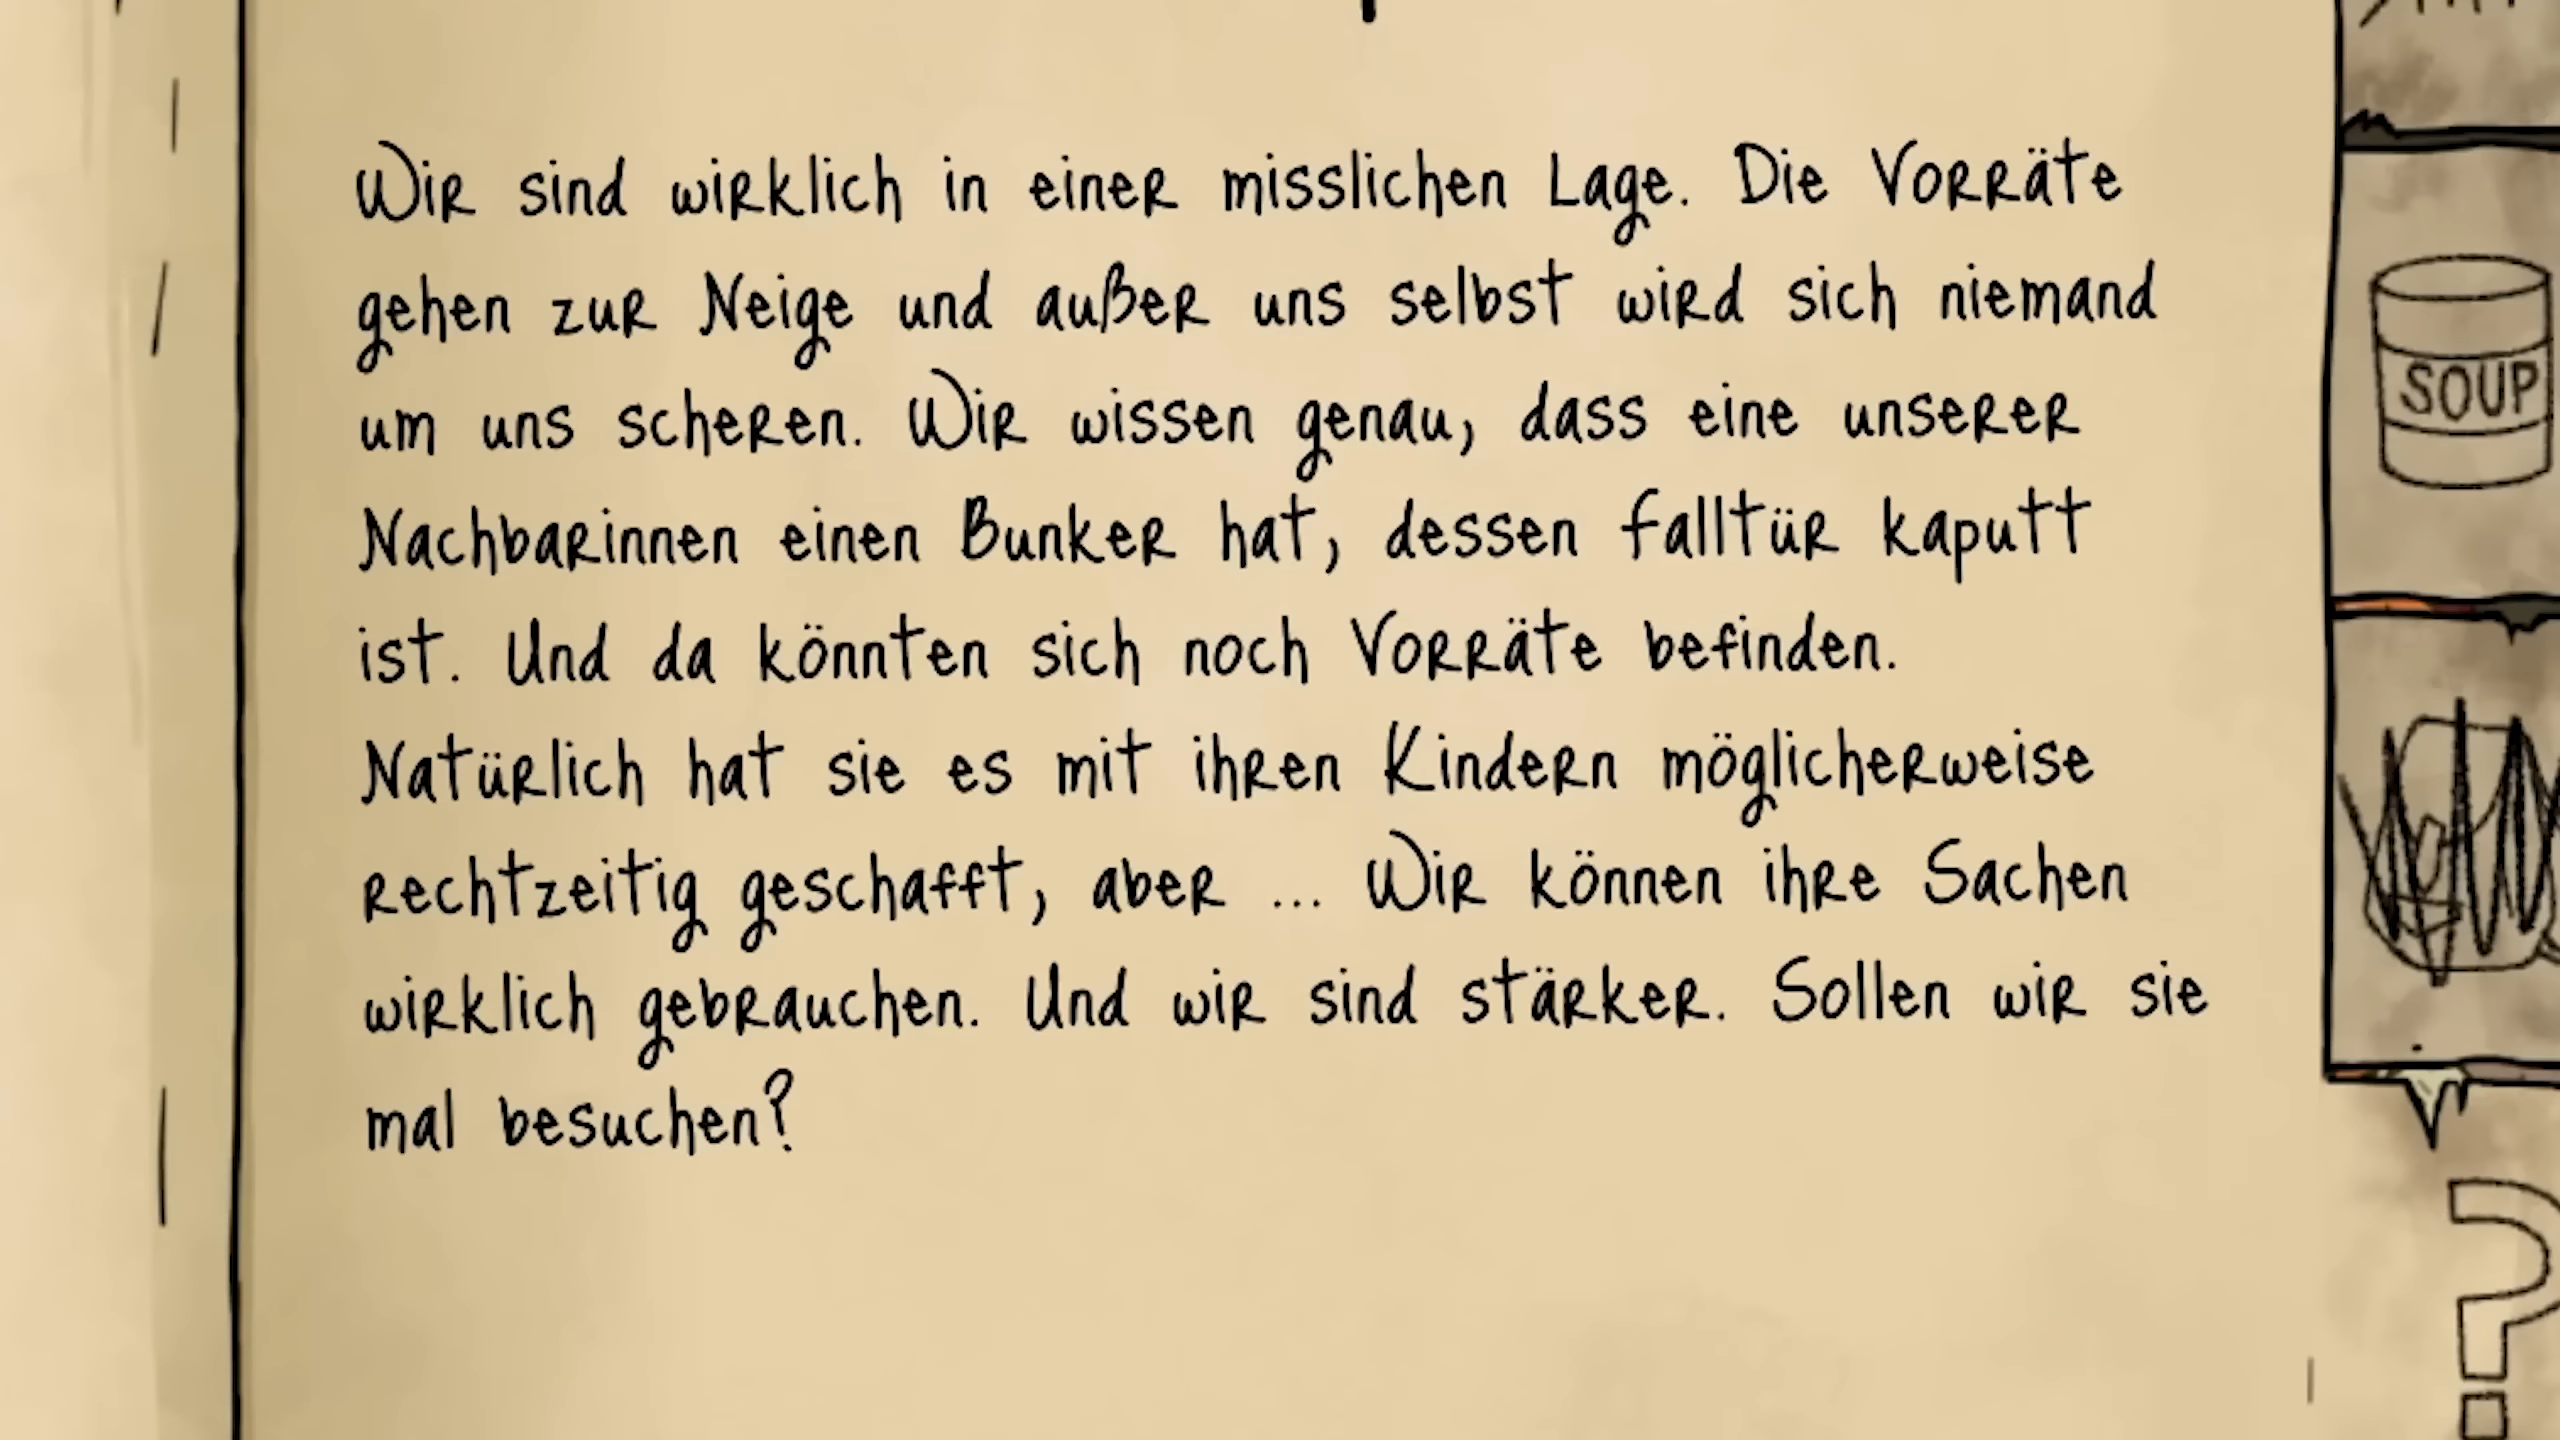 Wir sind wirklich in einer misslichen Lage. Die Vorräte
gehen zur Neige und außer uns selbst wird sich niemand
um uns scheren. Wir wissen genau, dass eine unserer
Nachbarinnen einen Bunker hat, dessen Falltür kaputt
ist. Und da könnten sich noch Vorräte befinden.
Natürlich hat sie es mit ihren Kindern möglicherweise
rechtzeitig geschafft, aber ... Wir können ihre Sachen
wirklich gebrauchen. Und wir sind stärker. Sollen wir sie
mal besuchen?
SOUP
?